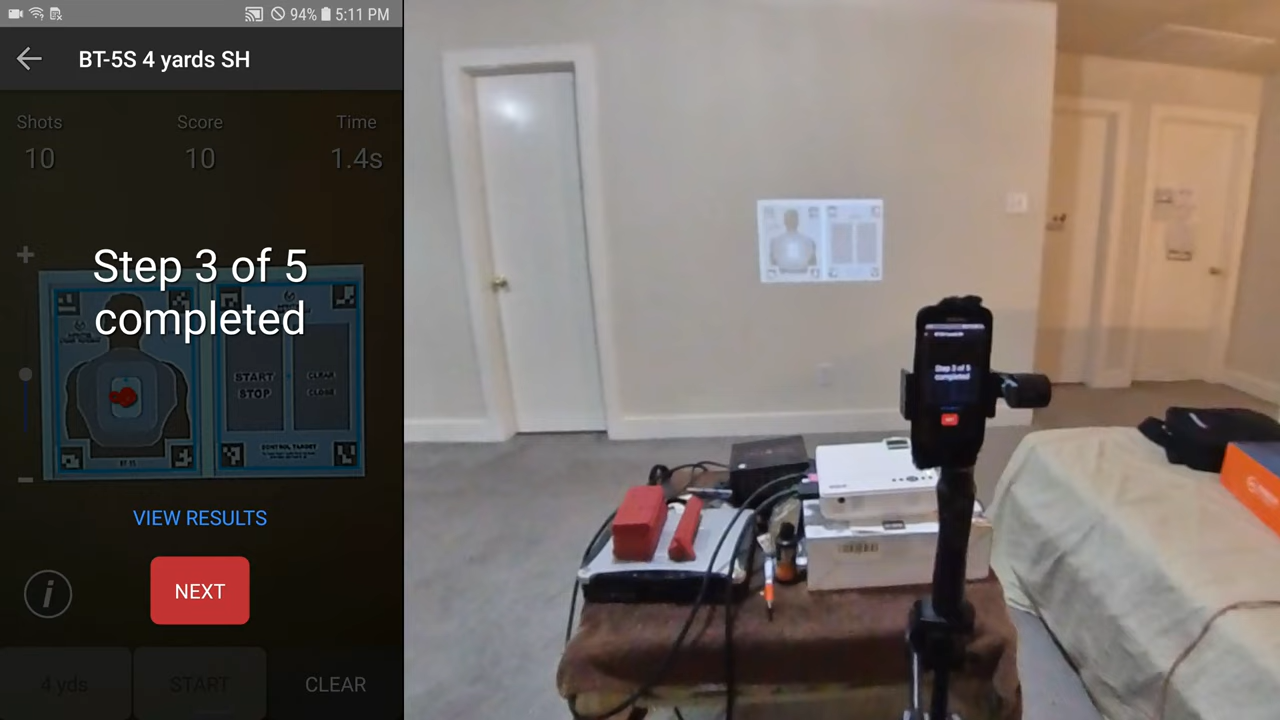 94% 5:11 PM
BT-5S 4 yards SH
Shots Score Time
10 10 1.4s
Step 3 of 5
completed
START
STOP
CLEAR
CLOSE
CONTROL TARGET
VIEW RESULTS
NEXT
4 yds START CLEAR
Step 3 of 5
completed